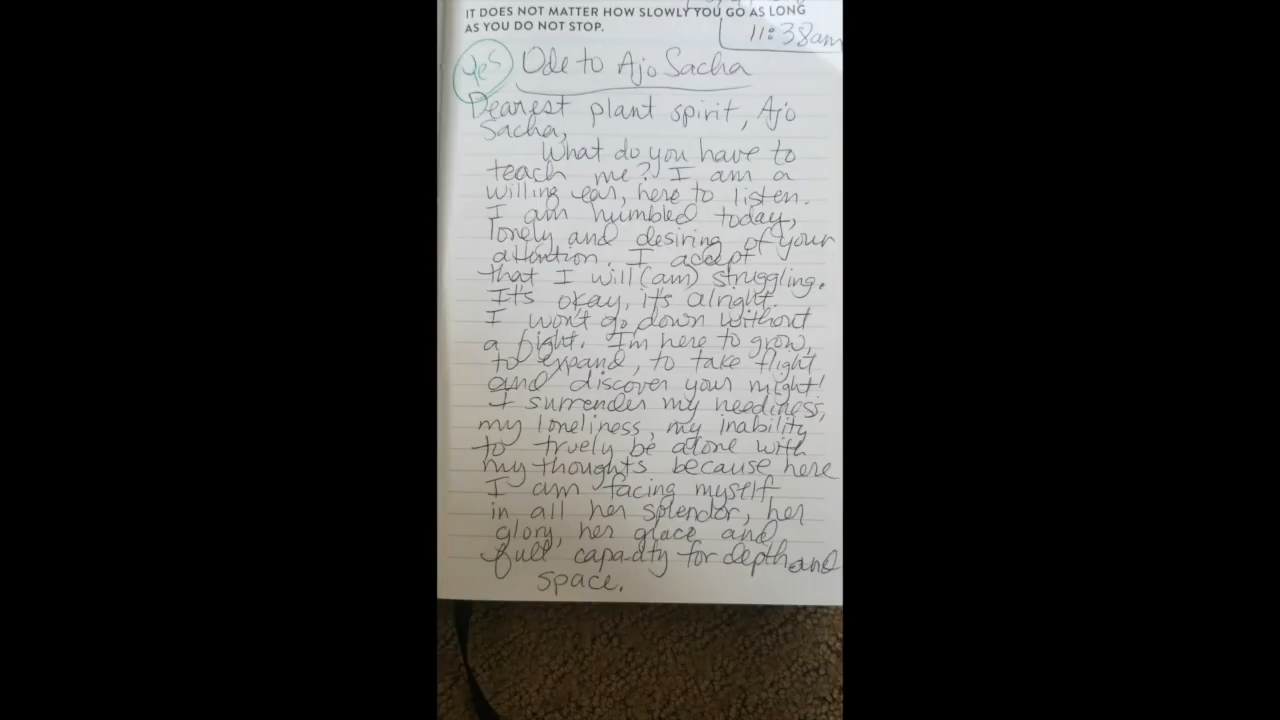 IT DOES NOT MATTER HOW SLOWLY YOU GO AS LONG
AS YOU DO NOT STOP.
11:38am
Yes
Ode to Ajo Sacha
Dearest plant spirit, Ajo
Sacha,
What do you have to
teach me? I am a
willing ear, here to listen.
I am humbled today,
lonely and desiring of your
attention. I accept
that I will (am) struggling.
It's okay, it's alright.
I won't go down without
a fight. I'm here to grow,
to expand, to take flight
and discover your might!
I surrender my neediness,
my loneliness, my inability
to truely be alone with
my thoughts because here
I am facing myself
in all her splendor, her
glory, her grace and
full capacity for depth and
space.